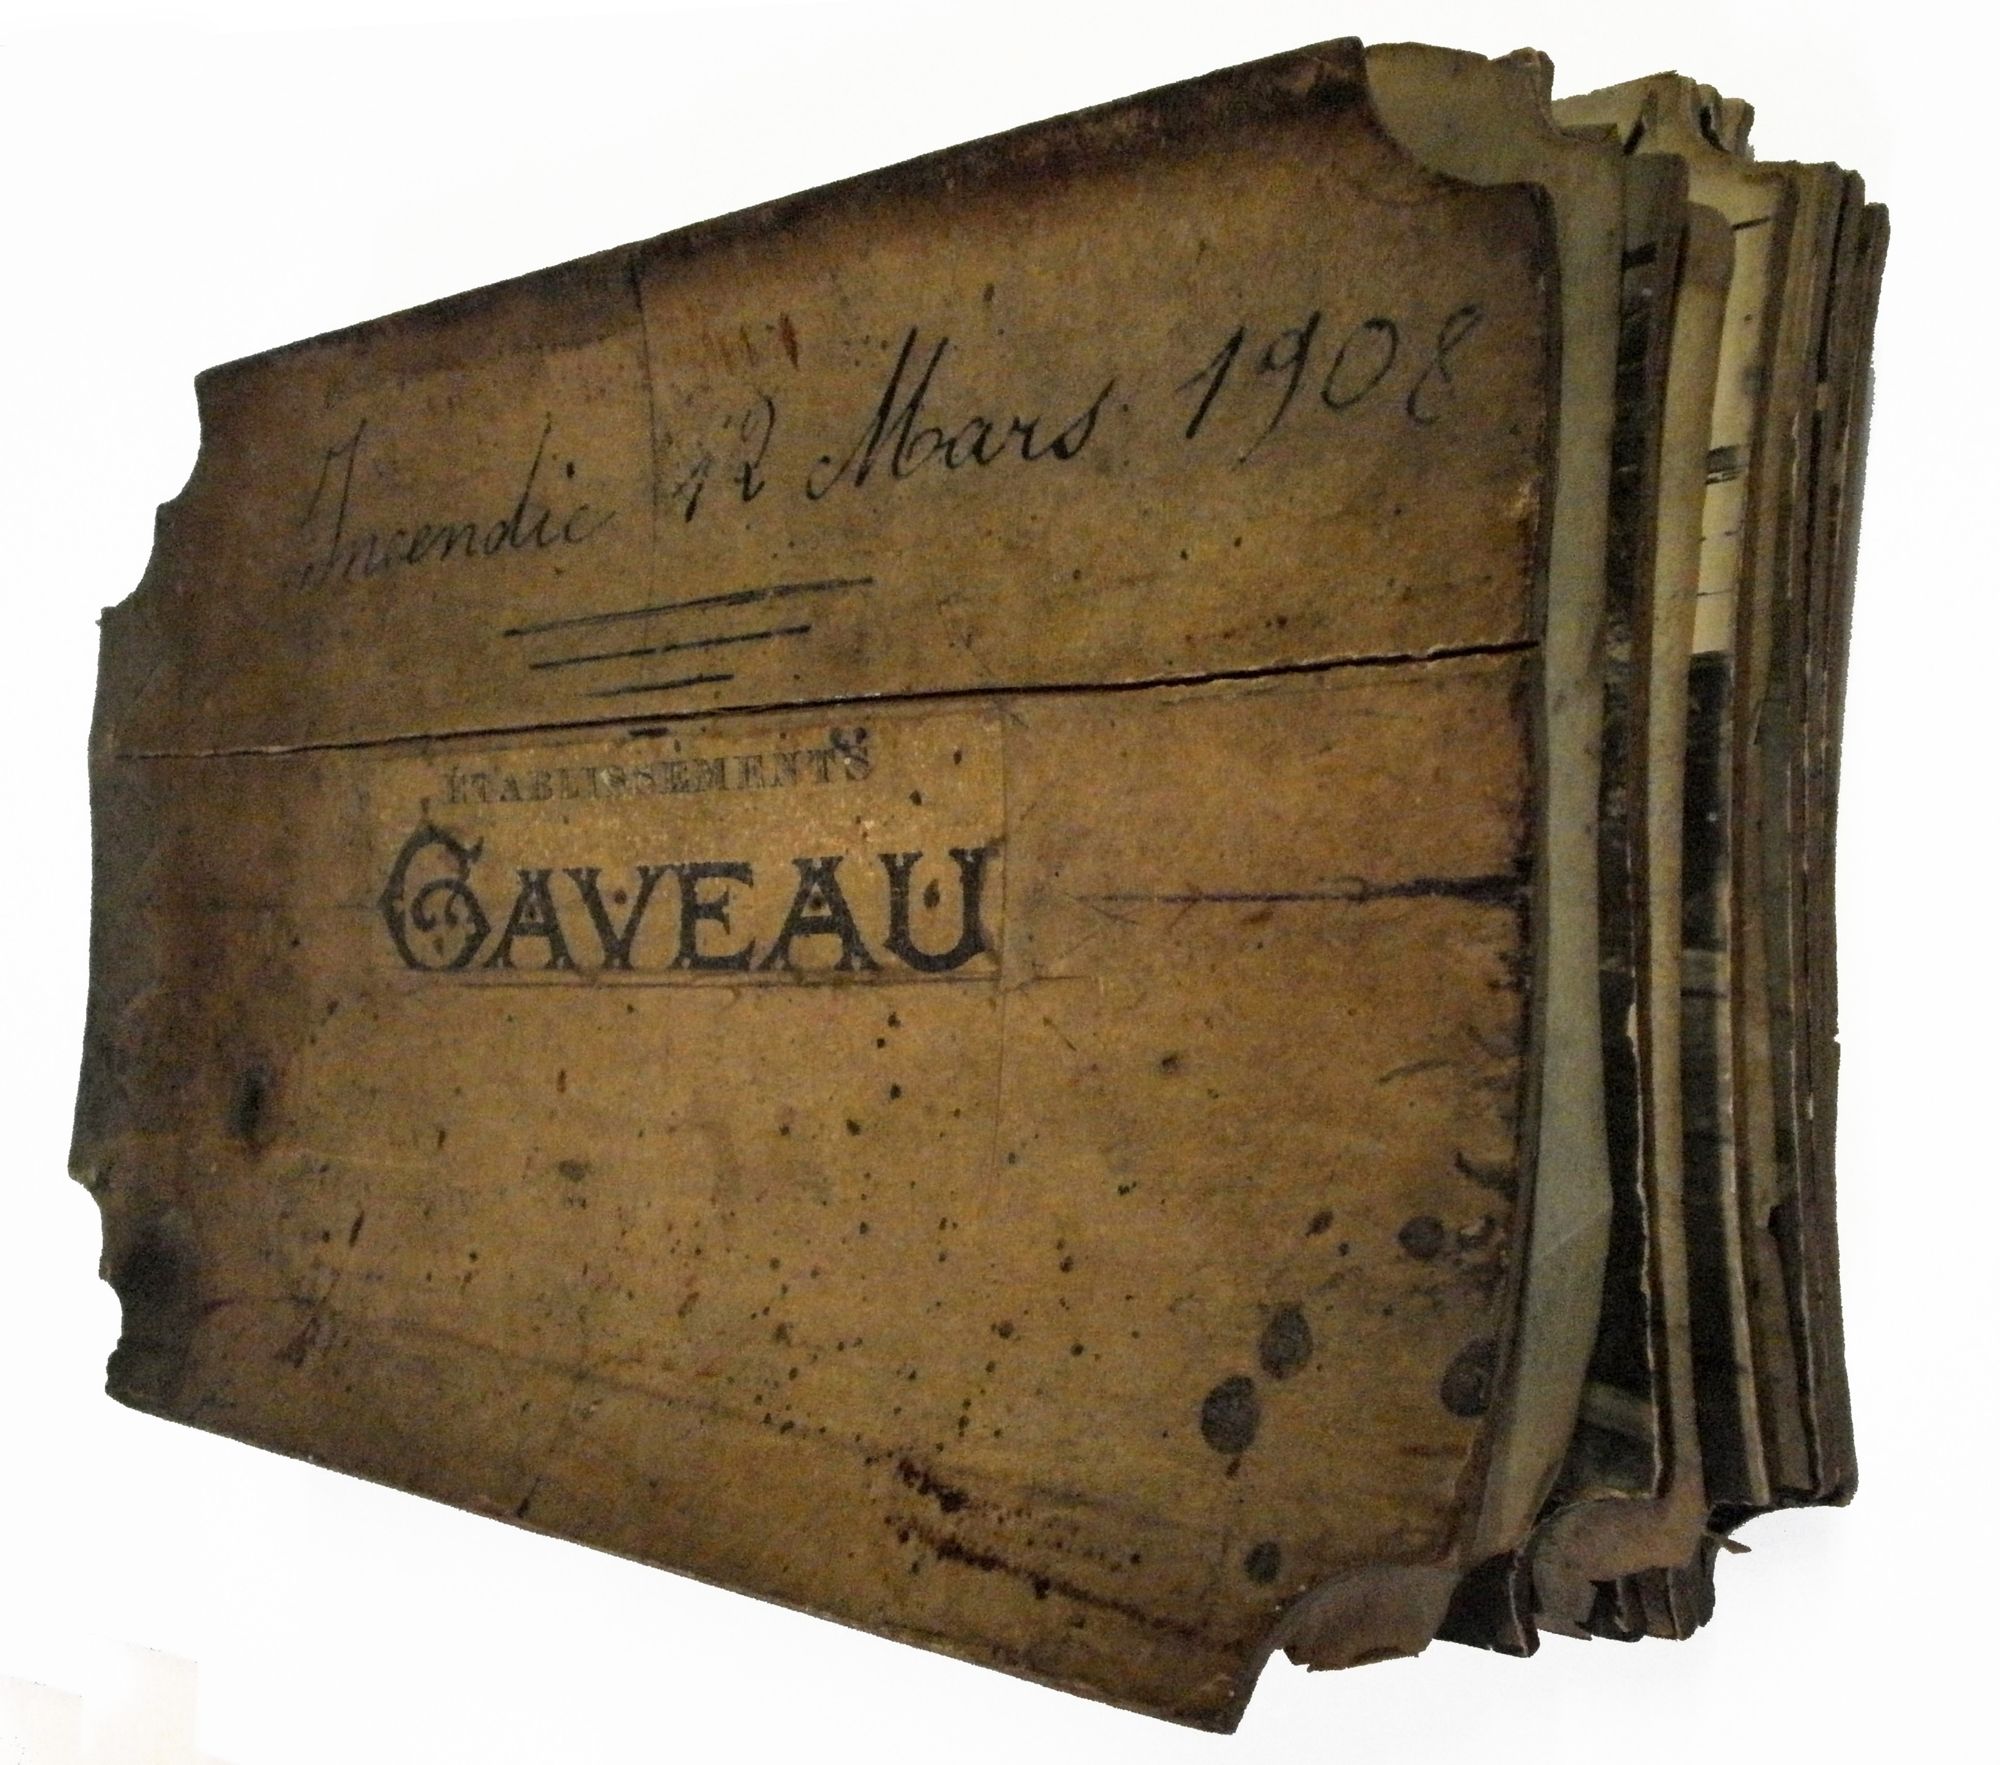 Incendie 12 Mars 1908
ÉTABLISSEMENTS
GAVEAU